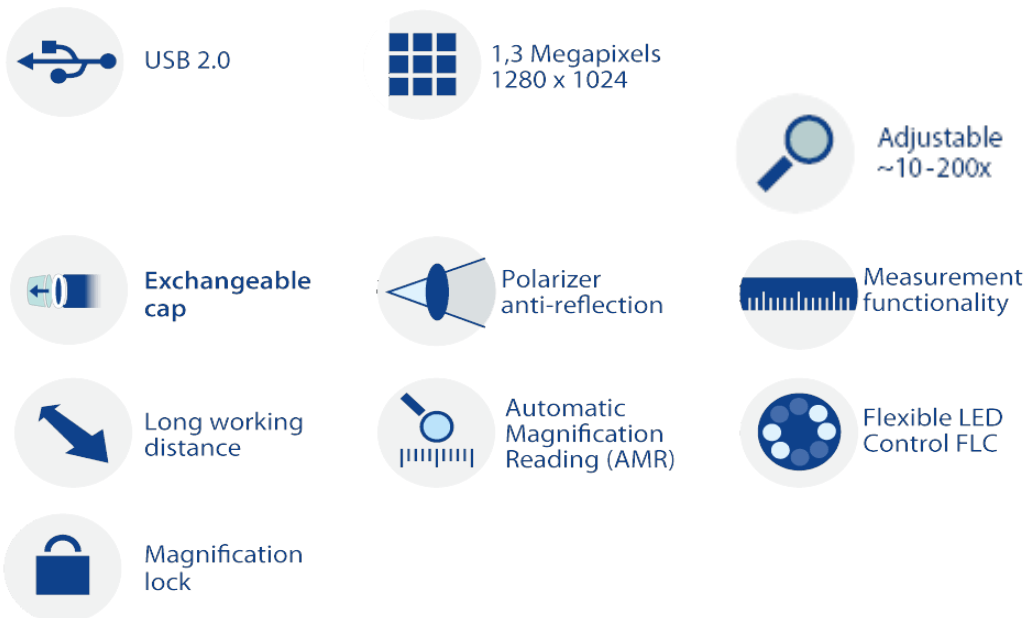 USB 2.0
1,3 Megapixels
1280 x 1024
Adjustable
~10-200x
Exchangeable
cap
Polarizer
anti-reflection
Measurement
functionality
Long working
distance
Automatic
Magnification
Reading (AMR)
Flexible LED
Control FLC
Magnification
lock